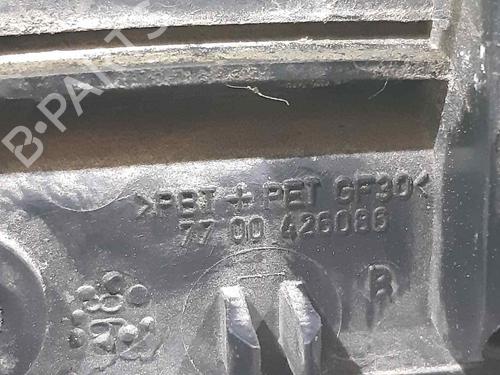 B-PARTS
>PBT + PET GF30<
77 00 426086
R